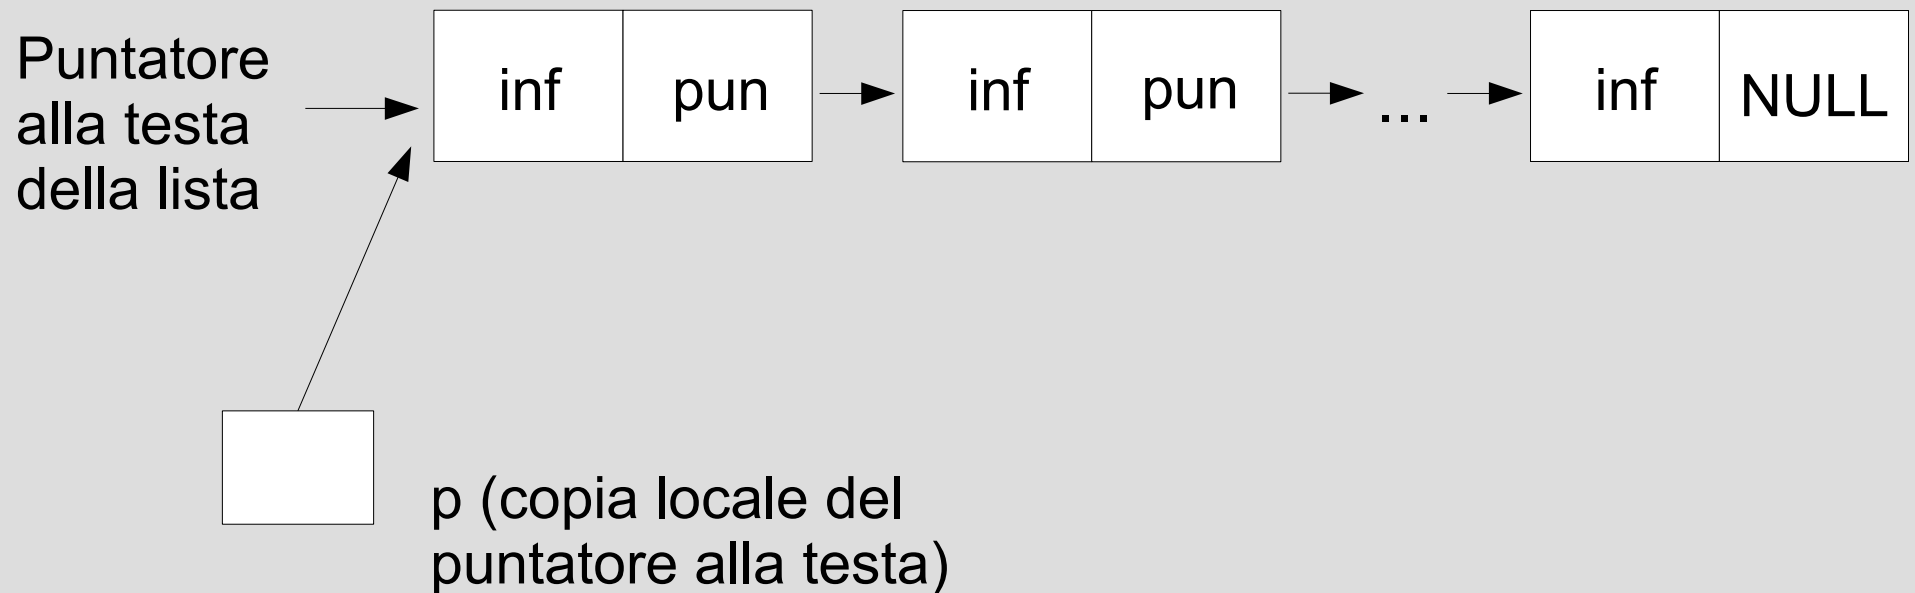 Puntatore
alla testa
della lista
inf pun inf pun ... inf NULL
p (copia locale del
puntatore alla testa)